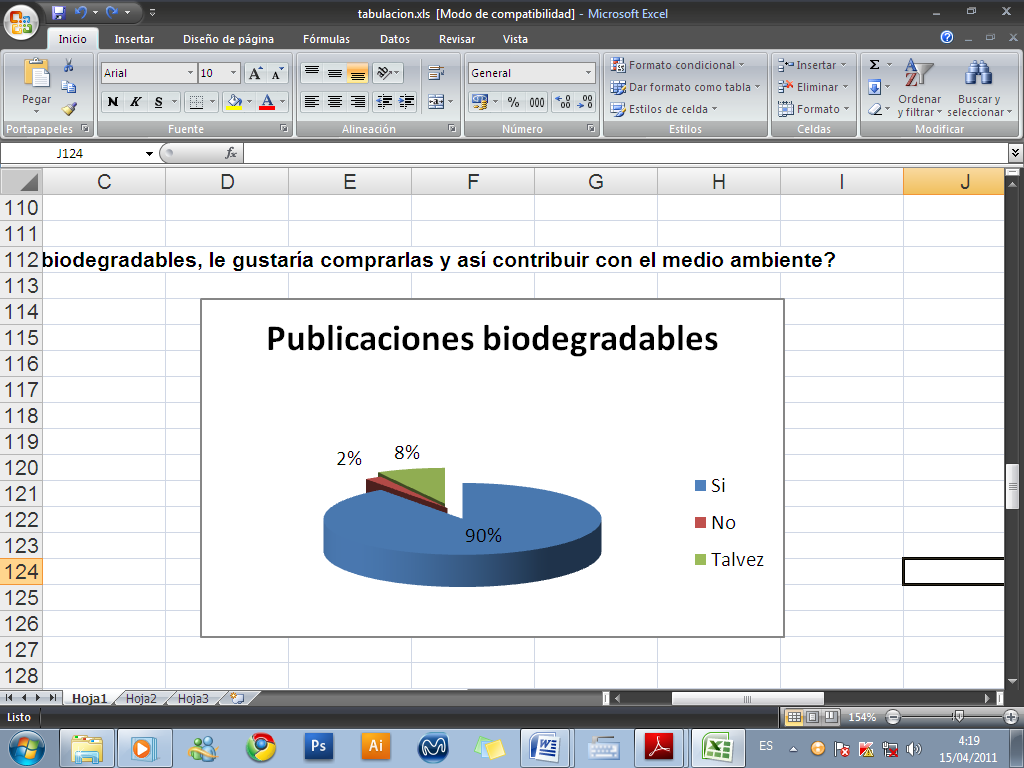 tabulacion.xls [Modo de compatibilidad] - Microsoft Excel
Inicio Insertar Diseño de página Fórmulas Datos Revisar Vista
Arial 10 A A General Formato condicional Insertar Σ
Pegar N K S A % 000 Dar formato como tabla Eliminar Ordenar y filtrar Buscar y seleccionar
Estilos de celda Formato
Portapapeles Fuente Alineación Número Estilos Celdas Modificar
J124 fx
C D E F G H I J
110
111
112 biodegradables, le gustaría comprarlas y así contribuir con el medio ambiente?
113
114
115
116
117
118
119
120
121
122
123
124
125
126
127
128
Publicaciones biodegradables
2% 8%
90%
Si
No
Talvez
Hoja1 Hoja2 Hoja3
Listo 154%
Ps Ai ES 4:19
15/04/2011